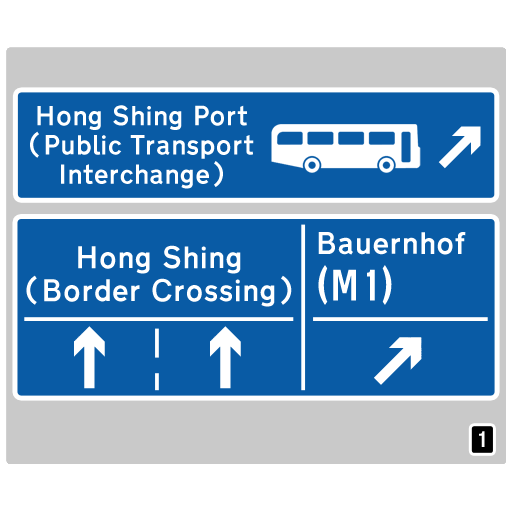 Hong Shing Port
(Public Transport
Interchange)
Hong Shing
(Border Crossing)
Bauernhof
(M1)
1